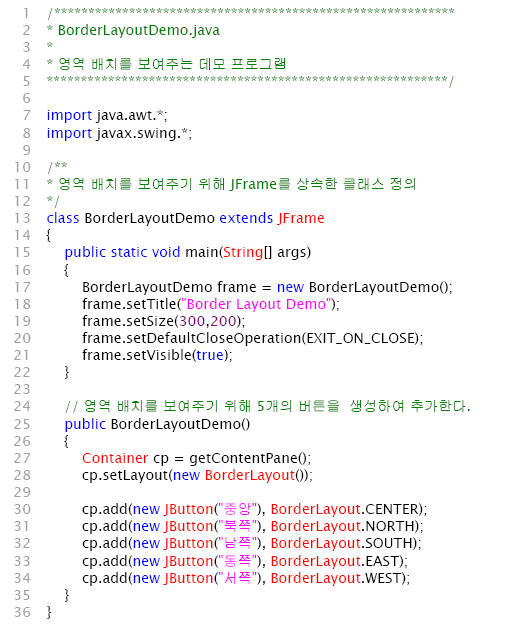 1 /***********************************************************
2 * BorderLayoutDemo.java
3 *
4 * 영역 배치를 보여주는 데모 프로그램
5 ***********************************************************/
6
7 import java.awt.*;
8 import javax.swing.*;
9
10 /**
11 * 영역 배치를 보여주기 위해 JFrame를 상속한 클래스 정의
12 */
13 class BorderLayoutDemo extends JFrame
14 {
15     public static void main(String[] args)
16     {
17         BorderLayoutDemo frame = new BorderLayoutDemo();
18         frame.setTitle("Border Layout Demo");
19         frame.setSize(300,200);
20         frame.setDefaultCloseOperation(EXIT_ON_CLOSE);
21         frame.setVisible(true);
22     }
23
24     // 영역 배치를 보여주기 위해 5개의 버튼을  생성하여 추가한다.
25     public BorderLayoutDemo()
26     {
27         Container cp = getContentPane();
28         cp.setLayout(new BorderLayout());
29
30         cp.add(new JButton("중앙"), BorderLayout.CENTER);
31         cp.add(new JButton("북쪽"), BorderLayout.NORTH);
32         cp.add(new JButton("남쪽"), BorderLayout.SOUTH);
33         cp.add(new JButton("동쪽"), BorderLayout.EAST);
34         cp.add(new JButton("서쪽"), BorderLayout.WEST);
35     }
36 }